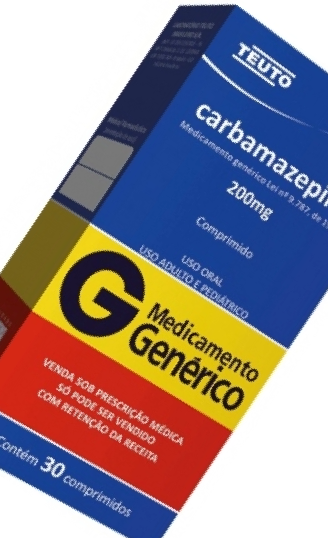 TEUTO
carbamazepin
Medicamento genérico Lei nº 9.787, de 1
200mg
Comprimido
USO ORAL
USO ADULTO E PEDIÁTRICO
G
Medicamento
Genérico
VENDA SOB PRESCRIÇÃO MÉDICA
SÓ PODE SER VENDIDO
COM RETENÇÃO DA RECEITA
Contém 30 comprimidos